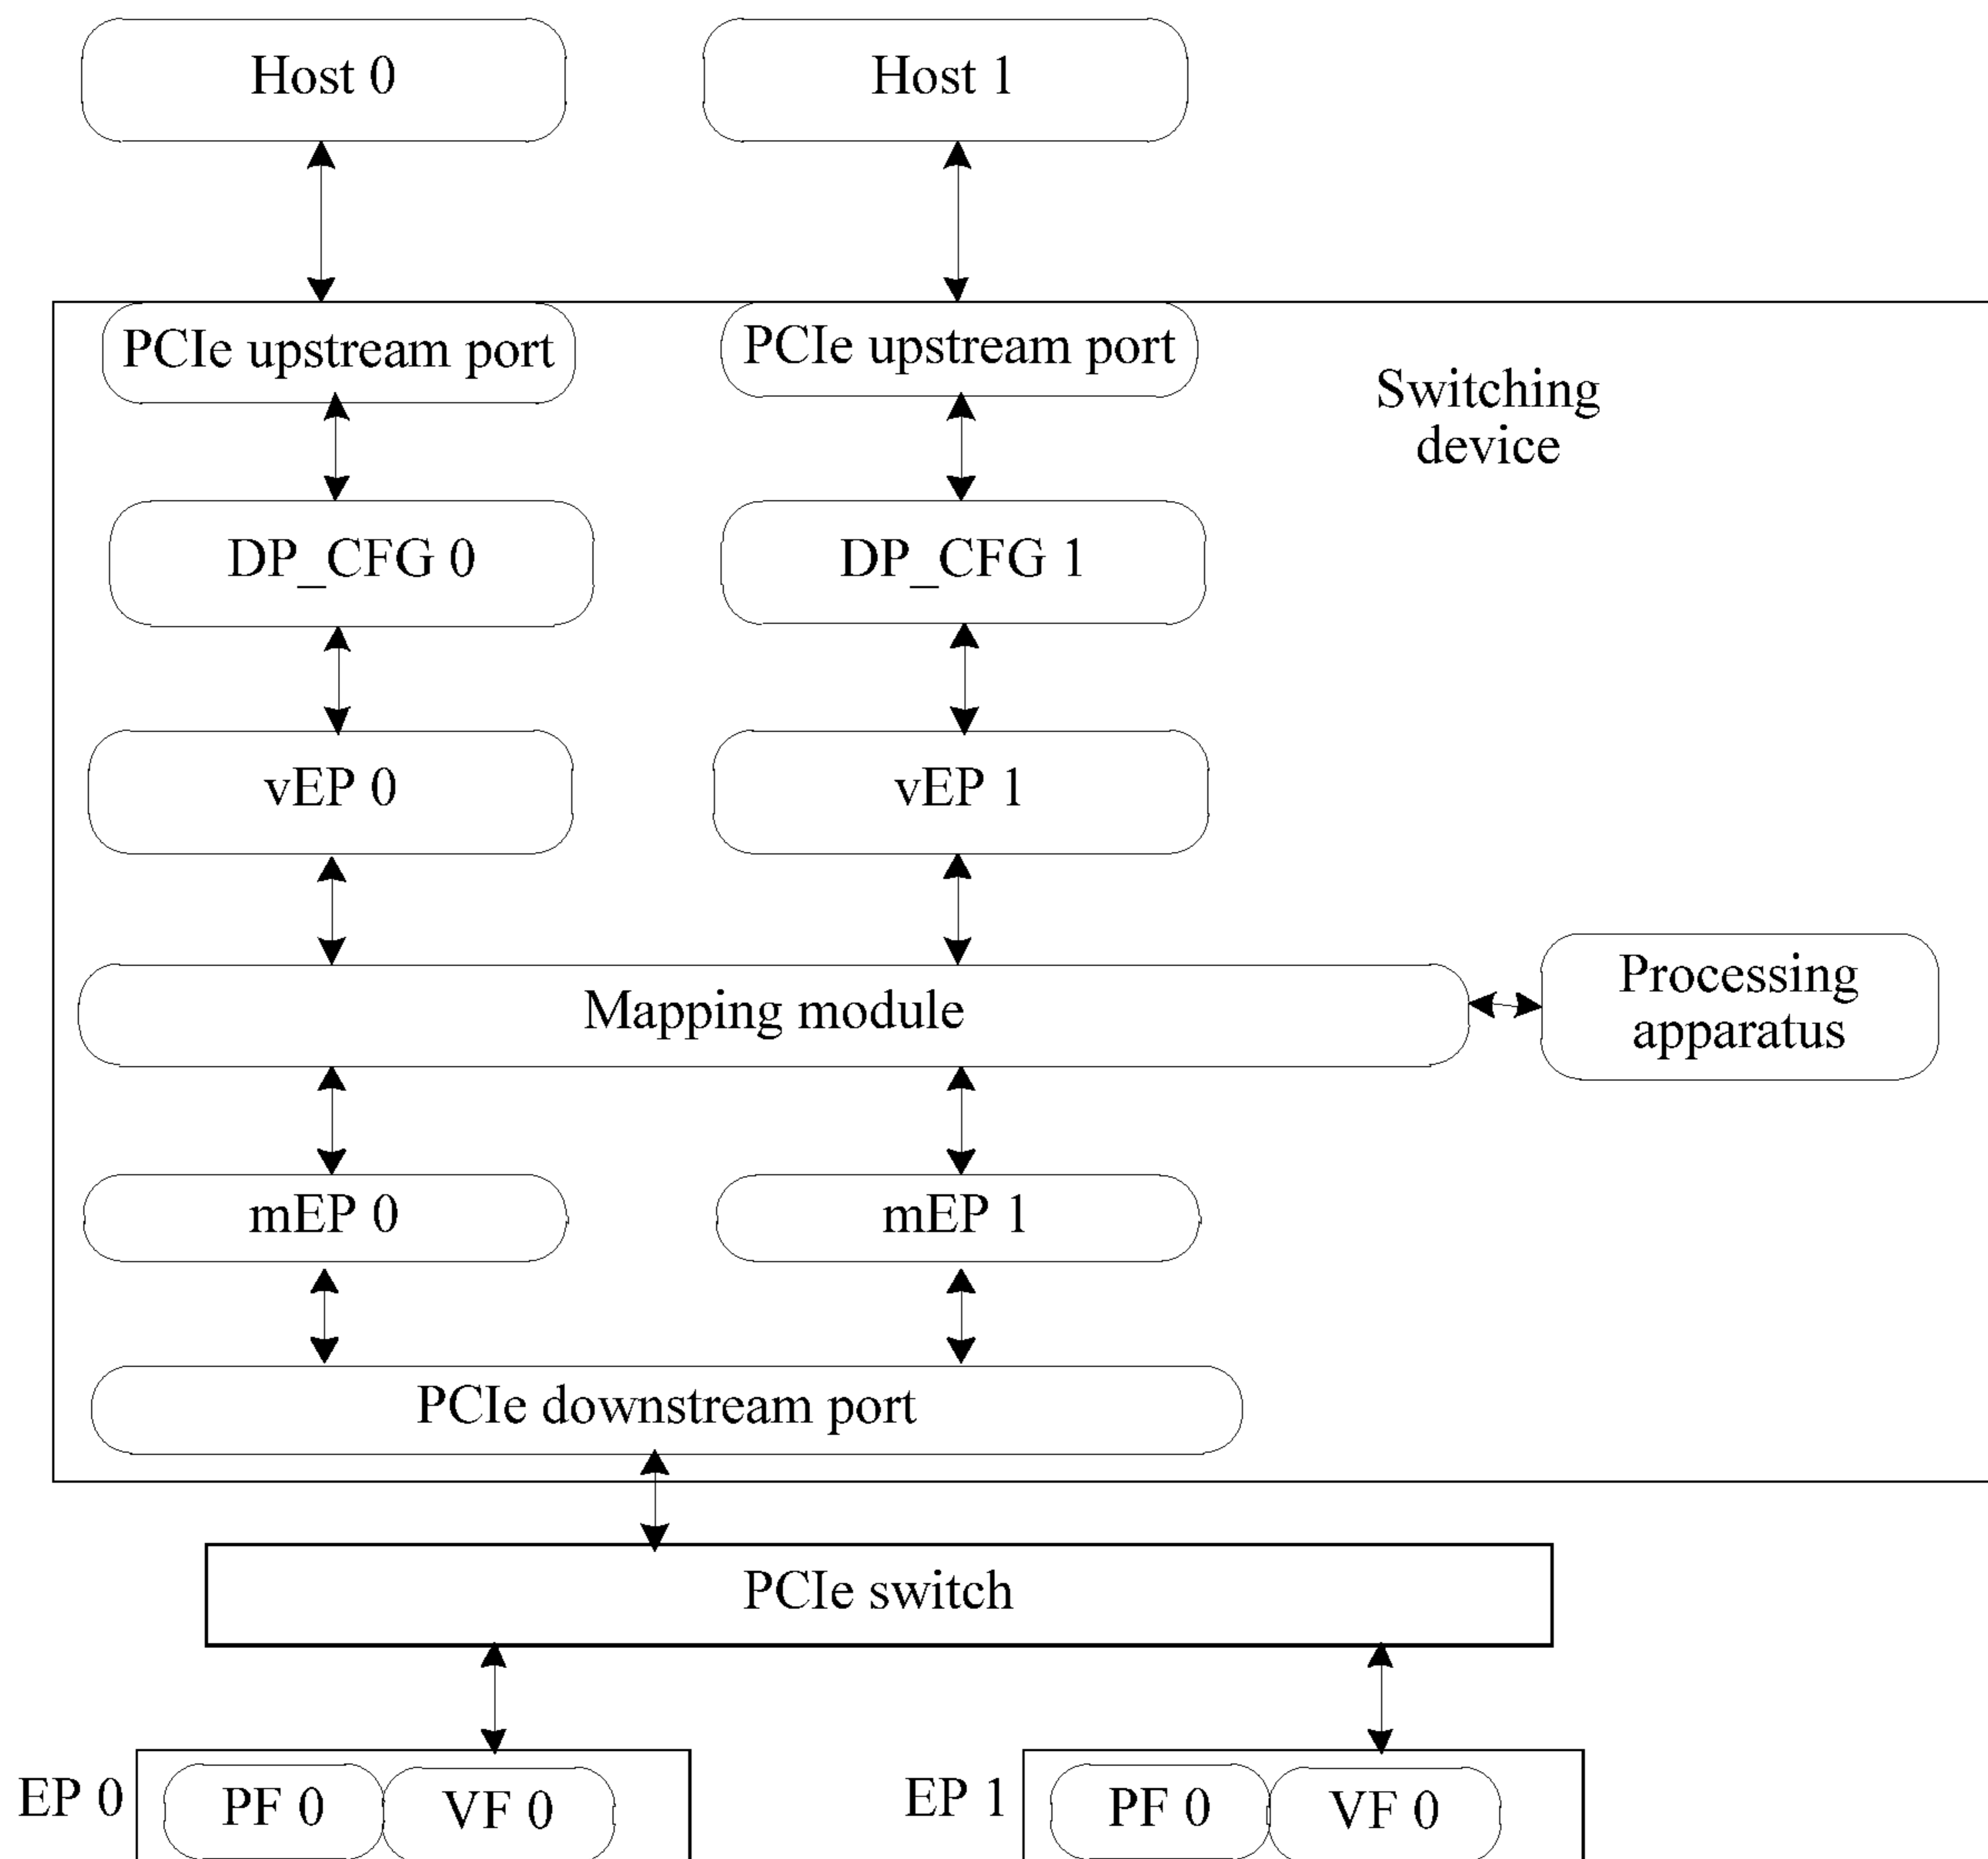 Host 0
Host 1
PCIe upstream port
PCIe upstream port
Switching
device
DP_CFG 0
DP_CFG 1
vEP 0
vEP 1
Mapping module
Processing
apparatus
mEP 0
mEP 1
PCIe downstream port
PCIe switch
EP 0
PF 0
VF 0
EP 1
PF 0
VF 0